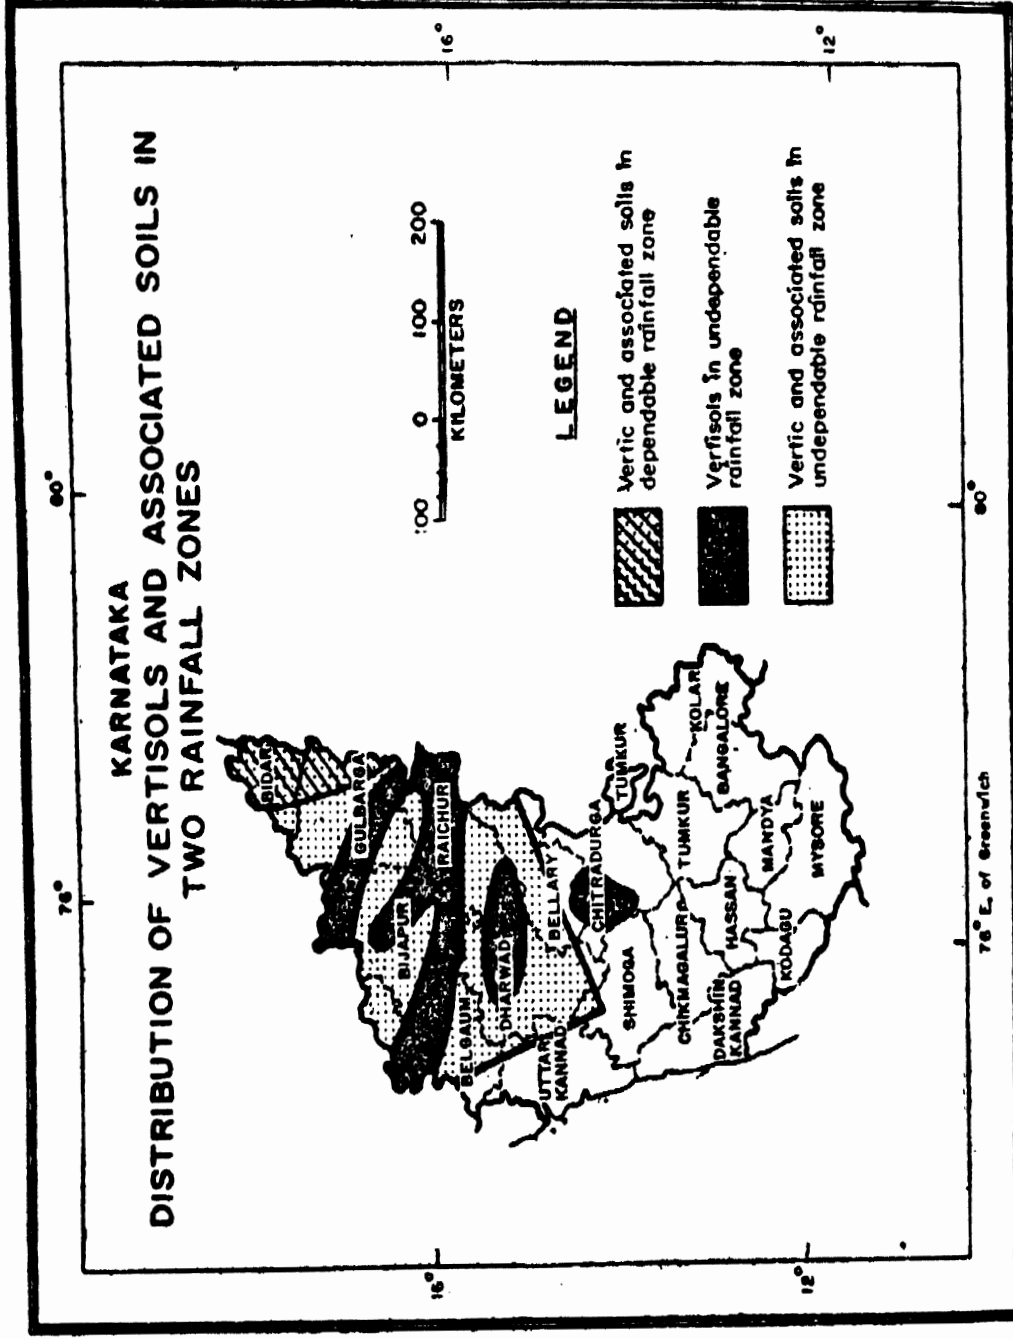 KARNATAKA
DISTRIBUTION OF VERTISOLS AND ASSOCIATED SOILS IN
TWO RAINFALL ZONES
76°
80°
16°
16°
12°
12°
76° E. of Greenwich
80°
100 0 100 200
KILOMETERS
LEGEND
Vertic and associated soils in
dependable rainfall zone
Vertisols in undependable
rainfall zone
Vertic and associated soils in
undependable rainfall zone
BIDAR
GULBARGA
BIJAPUR
RAICHUR
BELGAUM
DHARWAD
BELLARY
UTTAR
KANNAD
CHITRADURGA
TUMKUR
SHIMOGA
CHIKMAGALUR
TUMKUR
KOLAR
BANGALORE
DAKSHIN
KANNAD
HASSAN
MANDYA
KODAGU
MYSORE